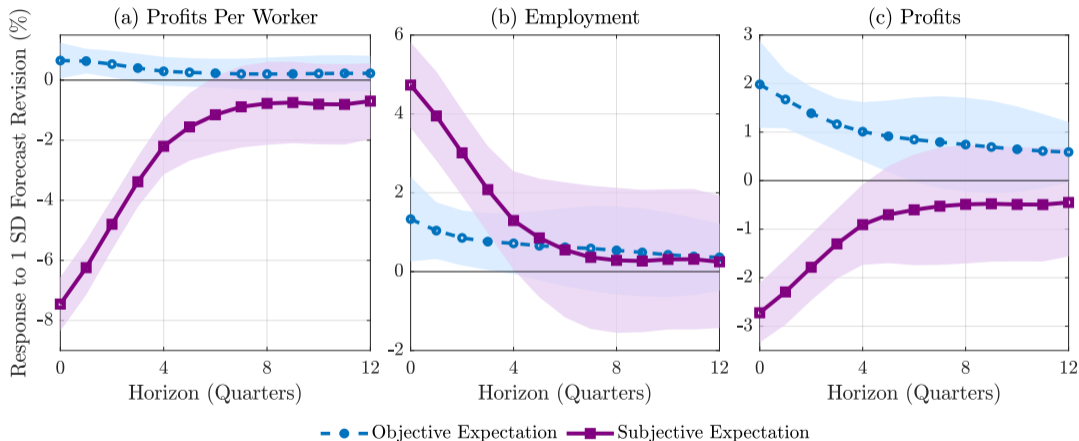 (a) Profits Per Worker
(b) Employment
(c) Profits
Response to 1 SD Forecast Revision (%)
0
-2
-4
-6
-8
0 4 8 12
Horizon (Quarters)
6
4
2
0
-2
0 4 8 12
Horizon (Quarters)
3
2
1
0
-1
-2
-3
0 4 8 12
Horizon (Quarters)
Objective Expectation
Subjective Expectation